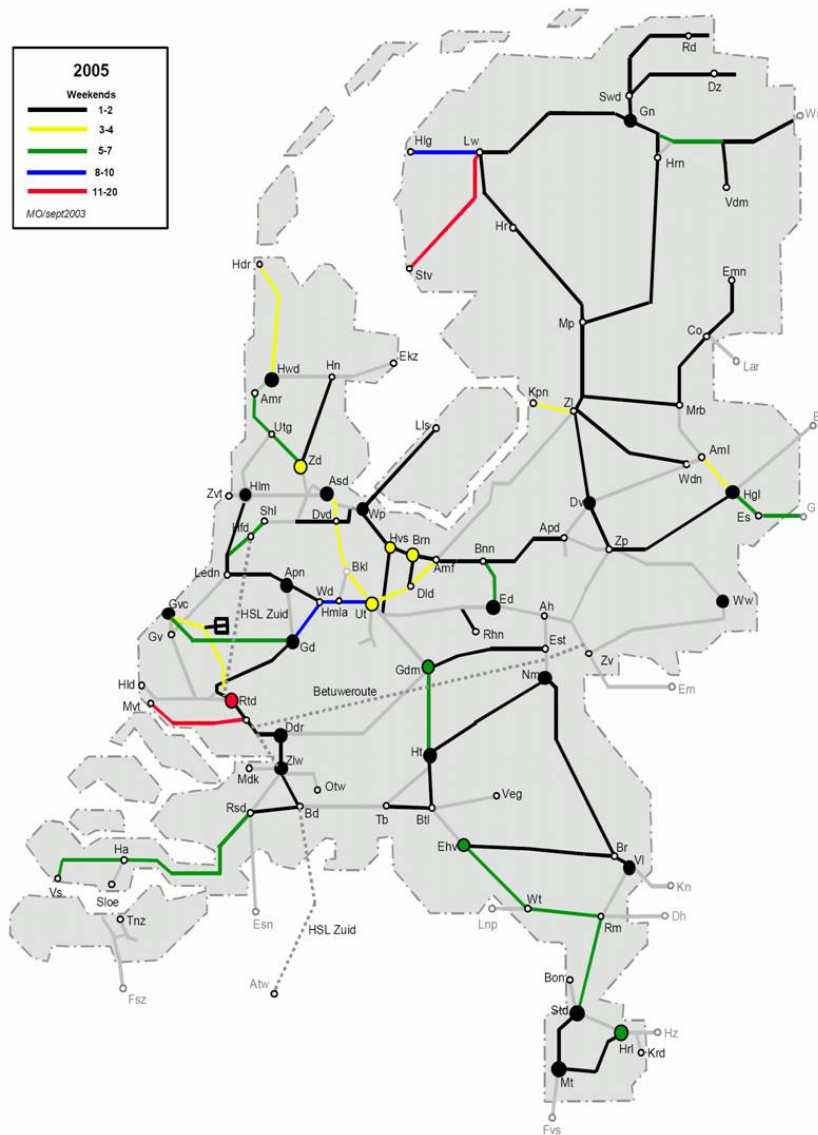 2005
Weekends
1-2
3-4
5-7
8-10
11-20
MO/sept2003
Rd
Dz
Swd
Gn
Hlg
Lw
Hrn
Vdm
Hr
Stv
Emn
Hdr
Mp
Co
Lar
Ekz
Hwd
Hn
Kpn
Zl
Mrb
Amr
Utg
Lls
Aml
Wdn
Zd
Asd
Hgl
Zvt
Hlm
Wp
Dv
Es
G
Shl
Dvd
Hfd
Hvs
Brn
Apd
Zp
Bnn
Amf
Ledn
Apn
Bkl
Wd
Dld
Ed
Ww
Gvc
Hmla
Ut
HSL Zuid
Ah
Gv
Gd
Rhn
Est
Zv
Gdm
Nm
Em
Hld
Mvt
Rtd
Betuweroute
Ddr
Ht
Zlw
Mdk
Otw
Veg
Rsd
Bd
Tb
Btl
Ha
Ehv
Br
Vl
Vs
Sloe
Kn
Wt
Tnz
Esn
HSL Zuid
Lnp
Rm
Dh
Fsz
Atw
Bon
Std
Hz
Hrl
Krd
Mt
Fvs